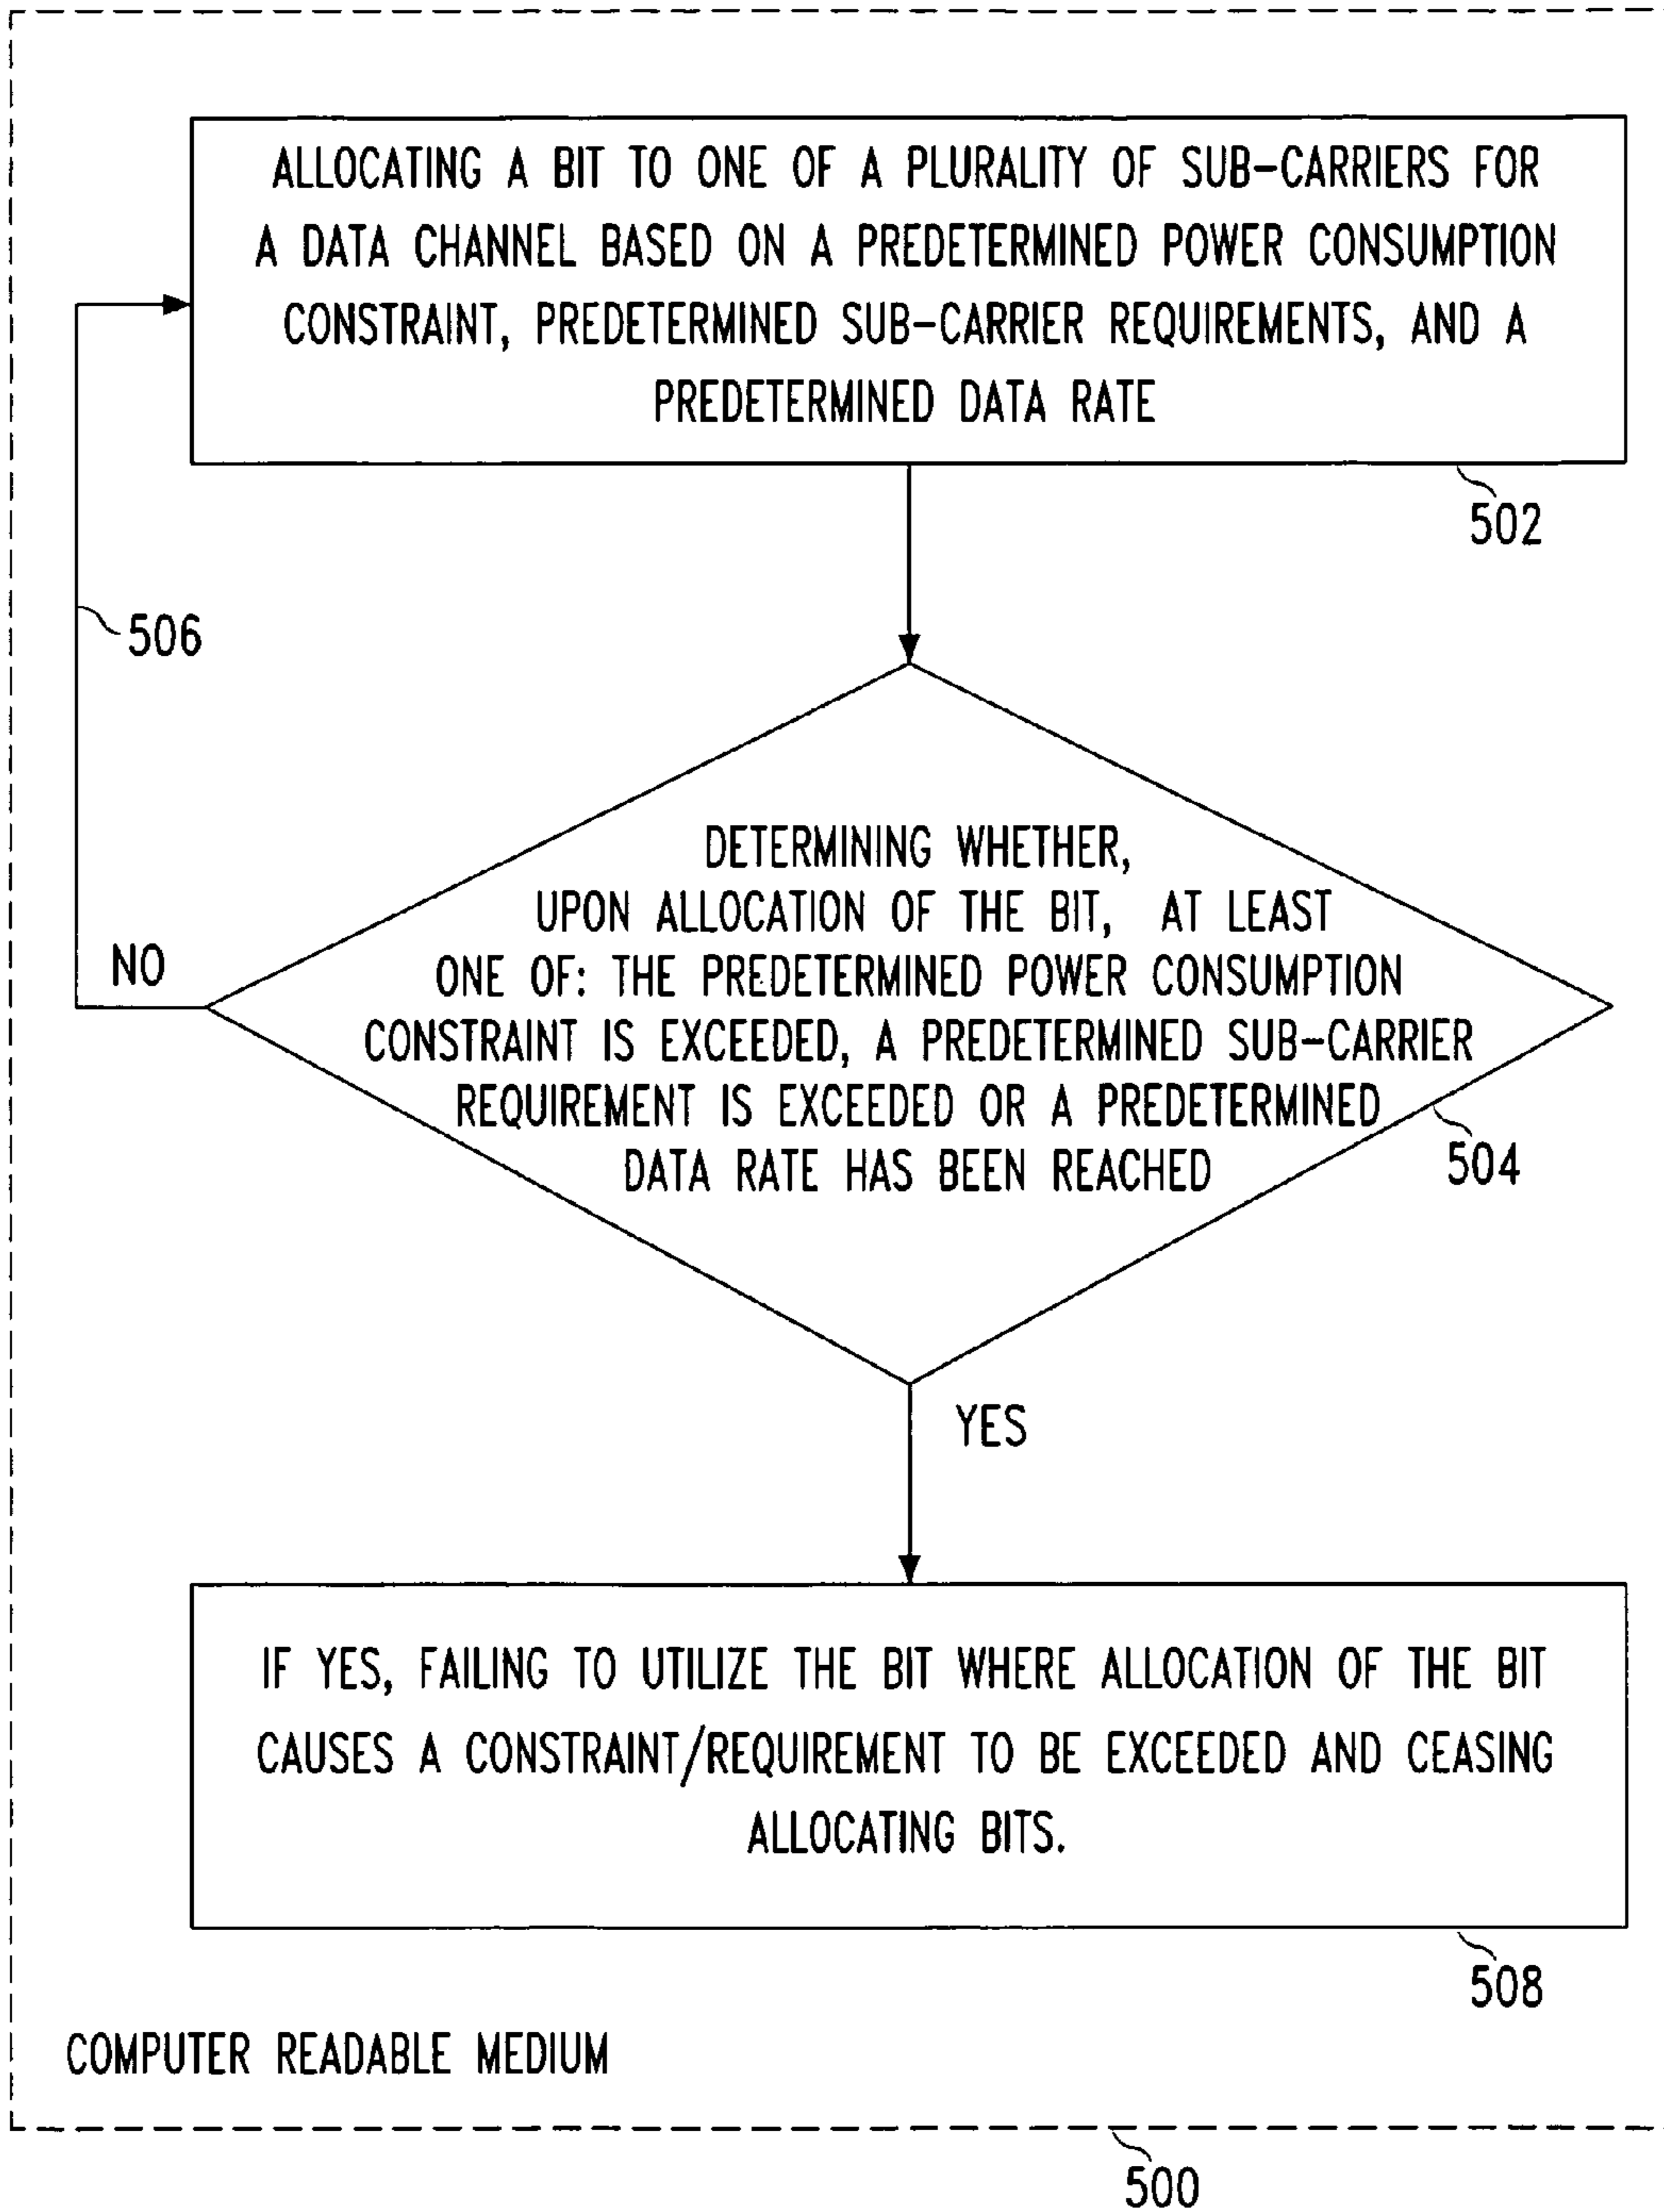 ALLOCATING A BIT TO ONE OF A PLURALITY OF SUB-CARRIERS FOR
A DATA CHANNEL BASED ON A PREDETERMINED POWER CONSUMPTION
CONSTRAINT, PREDETERMINED SUB-CARRIER REQUIREMENTS, AND A
PREDETERMINED DATA RATE
502
506
DETERMINING WHETHER,
UPON ALLOCATION OF THE BIT, AT LEAST
ONE OF: THE PREDETERMINED POWER CONSUMPTION
CONSTRAINT IS EXCEEDED, A PREDETERMINED SUB-CARRIER
REQUIREMENT IS EXCEEDED OR A PREDETERMINED
DATA RATE HAS BEEN REACHED
NO
504
YES
IF YES, FAILING TO UTILIZE THE BIT WHERE ALLOCATION OF THE BIT
CAUSES A CONSTRAINT/REQUIREMENT TO BE EXCEEDED AND CEASING
ALLOCATING BITS.
508
COMPUTER READABLE MEDIUM
500